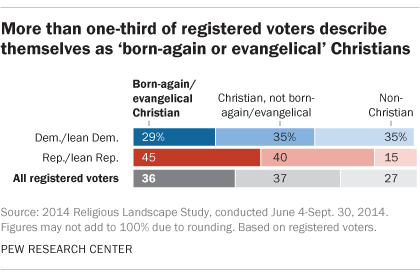 More than one-third of registered voters describe
themselves as ‘born-again or evangelical’ Christians
Born-again/
evangelical
Christian
Christian, not born-
again/evangelical
Non-
Christian
Dem./lean Dem. 29% 35% 35%
Rep./lean Rep. 45 40 15
All registered voters 36 37 27
Source: 2014 Religious Landscape Study, conducted June 4-Sept. 30, 2014.
Figures may not add to 100% due to rounding. Based on registered voters.
PEW RESEARCH CENTER